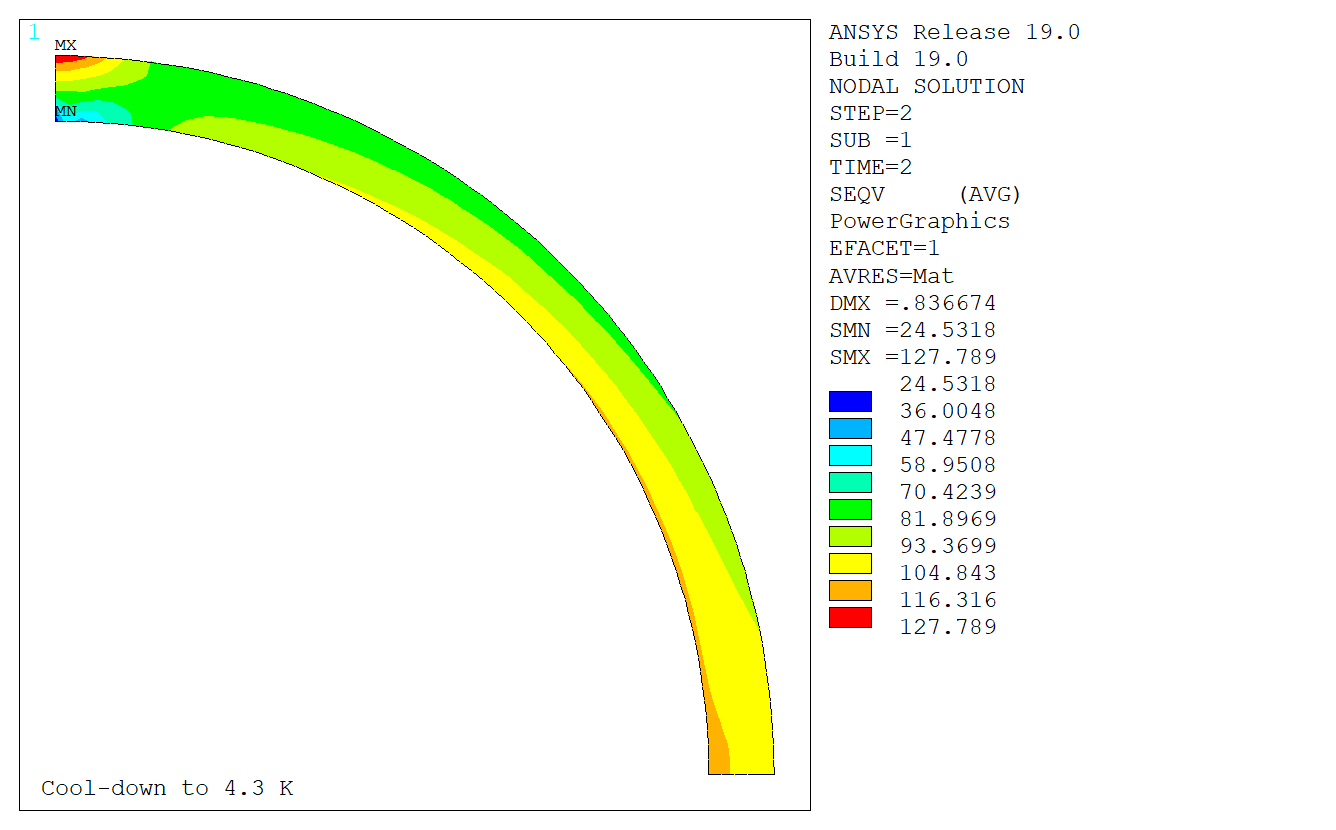 1
MX
MN
Cool-down to 4.3 K
ANSYS Release 19.0
Build 19.0
NODAL SOLUTION
STEP=2
SUB =1
TIME=2
SEQV     (AVG)
PowerGraphics
EFACET=1
AVRES=Mat
DMX =.836674
SMN =24.5318
SMX =127.789
24.5318
36.0048
47.4778
58.9508
70.4239
81.8969
93.3699
104.843
116.316
127.789